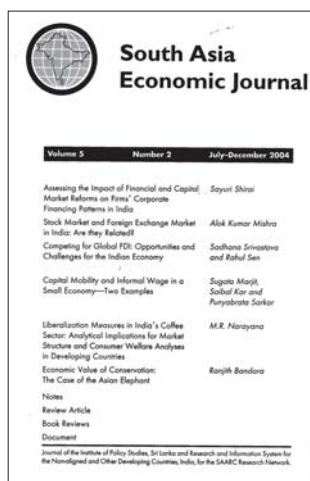 South Asia
Economic Journal
Volume 5 Number 2 July-December 2004
Assessing the Impact of Financial and Capital Sayuri Shirai
Market Reforms on Firms' Corporate
Financing Patterns in India
Stock Market and Foreign Exchange Market Alok Kumar Mishra
in India: Are they Related?
Competing for Global FDI: Opportunities and Sadhana Srivastava
Challenges for the Indian Economy and Rahul Sen
Capital Mobility and Informal Wage in a Sugata Marjit,
Small Economy—Two Examples Saibal Kar and
Punyabrata Sarkar
Liberalization Measures in India's Coffee M.R. Narayana
Sector: Analytical Implications for Market
Structure and Consumer Welfare Analyses
in Developing Countries
Economic Value of Conservation: Ranjith Bandara
The Case of the Asian Elephant
Notes
Review Article
Book Reviews
Document
Journal of the Institute of Policy Studies, Sri Lanka and Research and Information System for
the Non-aligned and Other Developing Countries, India, for the SAARC Research Network.